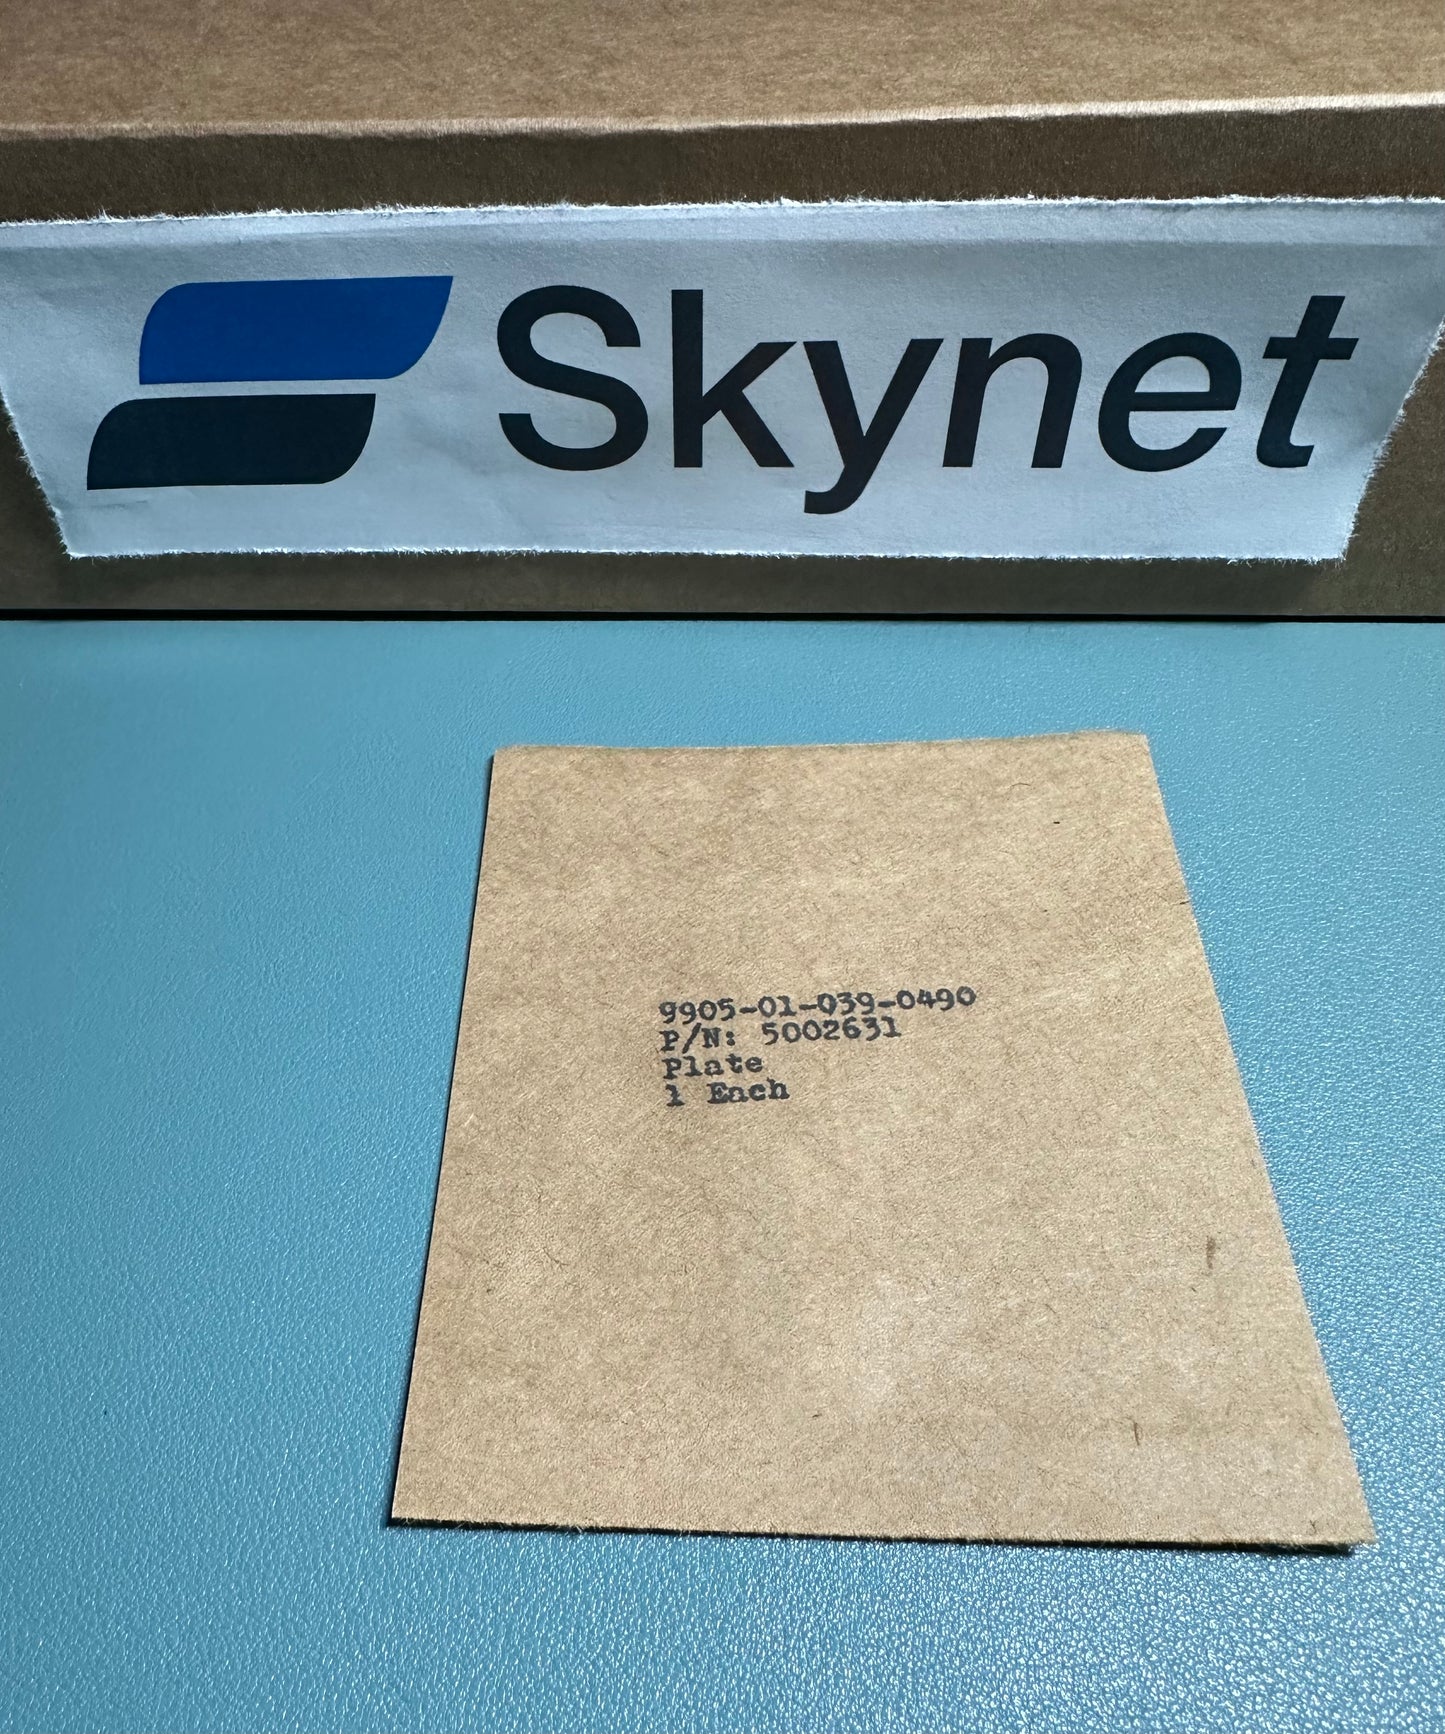 Skynet
9905-01-039-0490
P/N: 5002631
Plate
1 Each